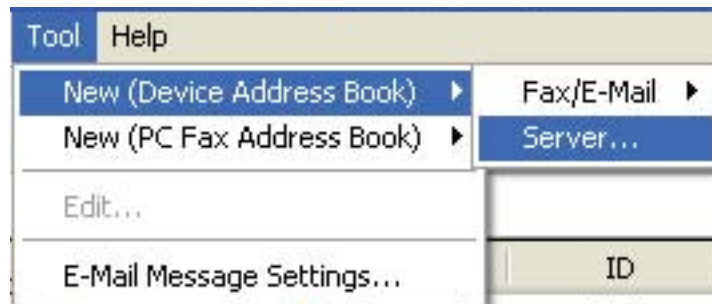 Tool Help
New (Device Address Book) Fax/E-Mail
New (PC Fax Address Book) Server...
Edit...
E-Mail Message Settings... ID